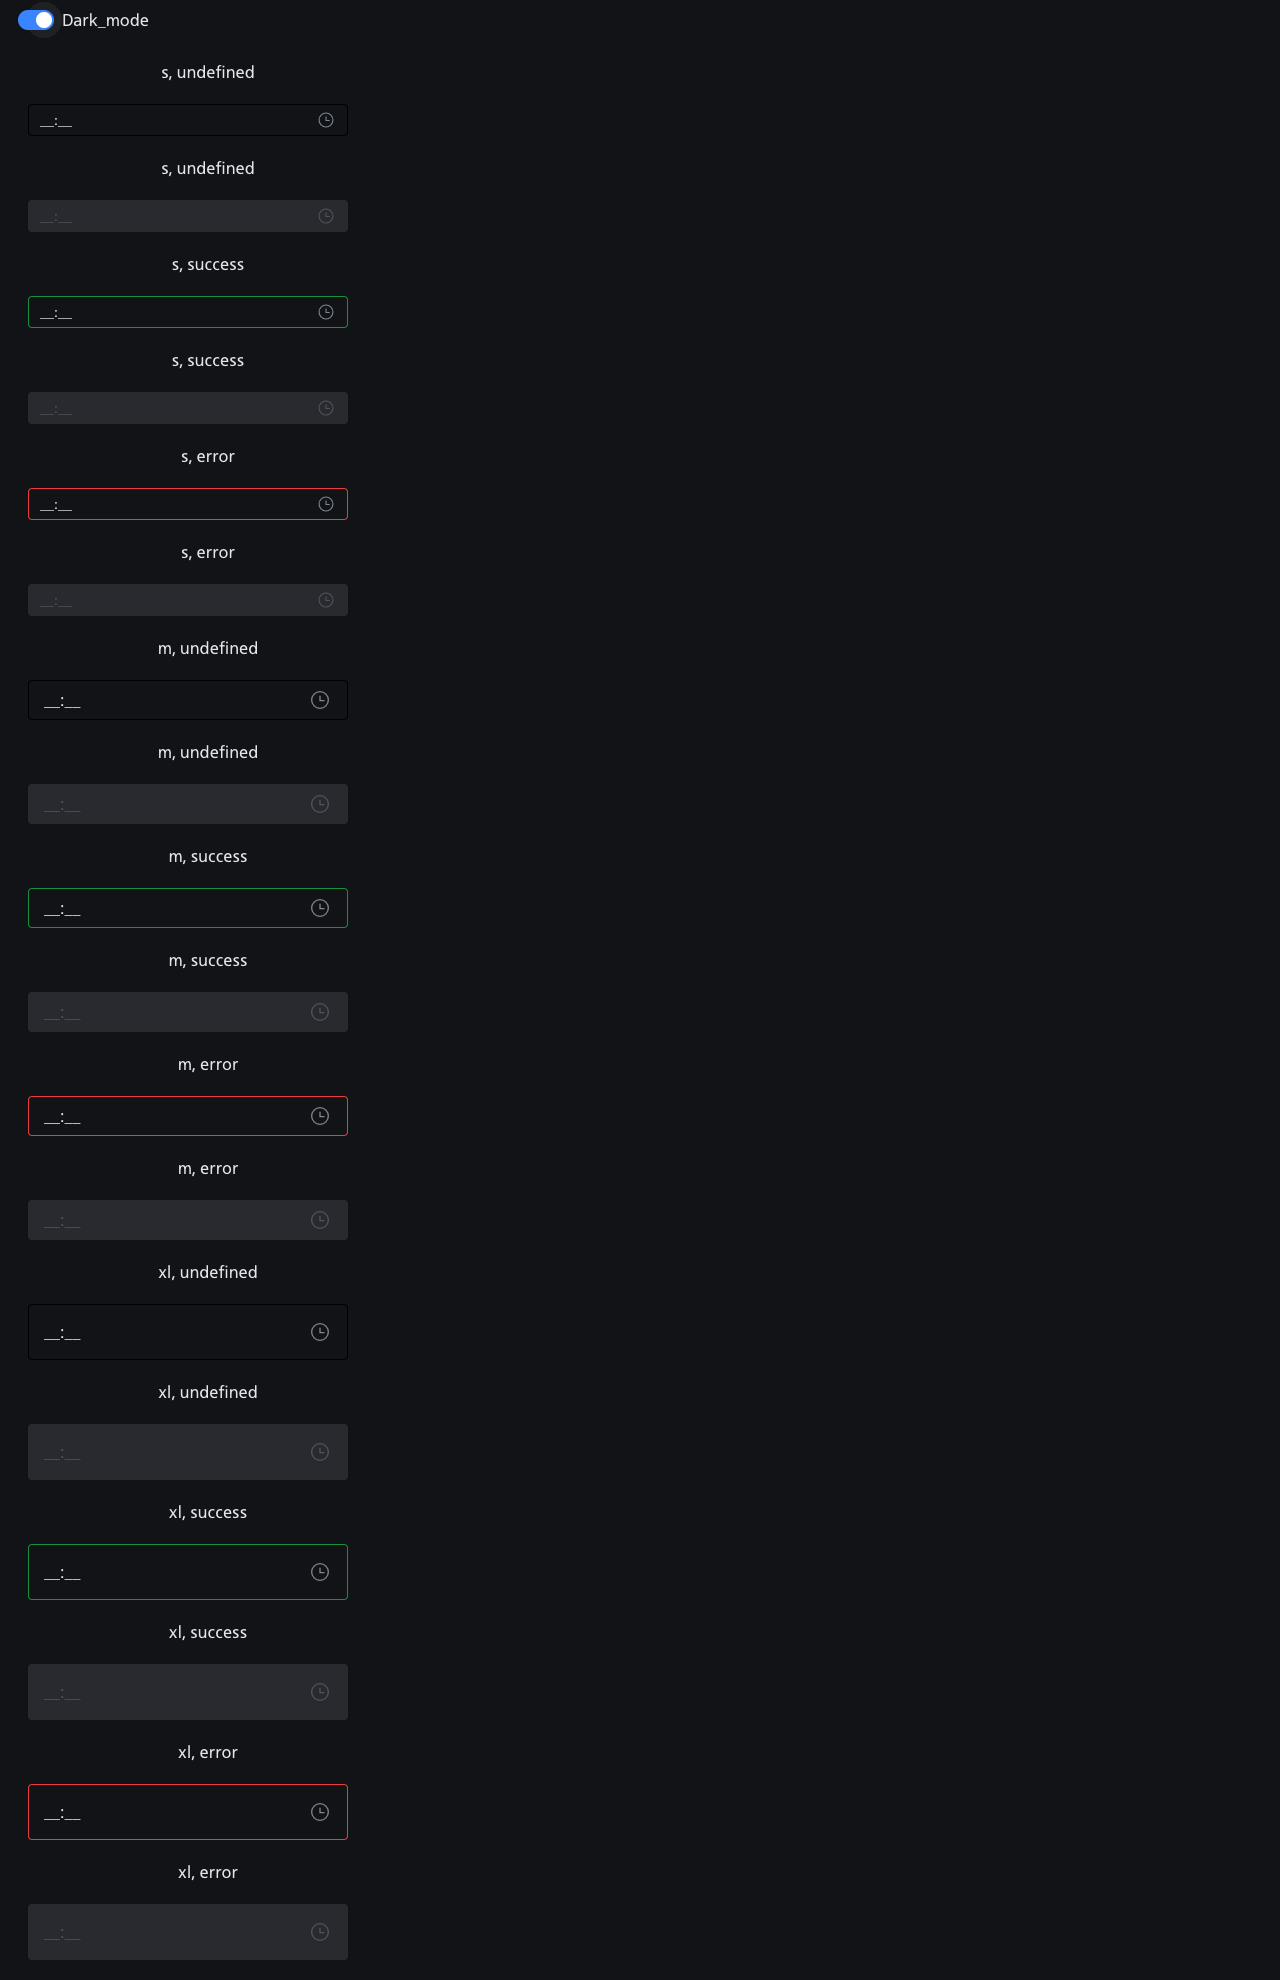 Dark_mode
s, undefined
__:__
s, undefined
__:__
s, success
__:__
s, success
__:__
s, error
__:__
s, error
__:__
m, undefined
__:__
m, undefined
__:__
m, success
__:__
m, success
__:__
m, error
__:__
m, error
__:__
xl, undefined
__:__
xl, undefined
__:__
xl, success
__:__
xl, success
__:__
xl, error
__:__
xl, error
__:__